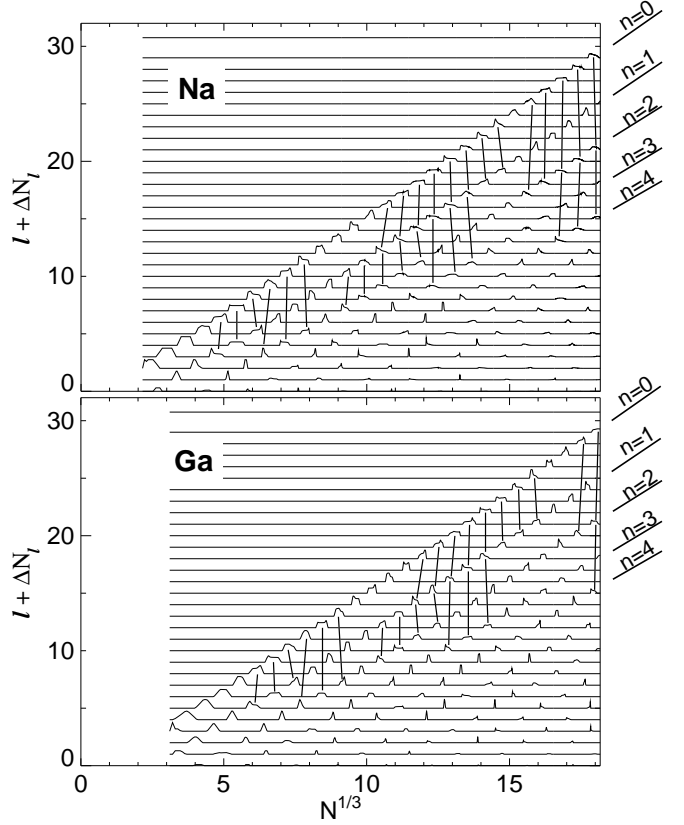 30
20
10
0
l + ΔN_l
Na
n=0
n=1
n=2
n=3
n=4
30
20
10
0
l + ΔN_l
Ga
n=0
n=1
n=2
n=3
n=4
0 5 10 15
N^{1/3}